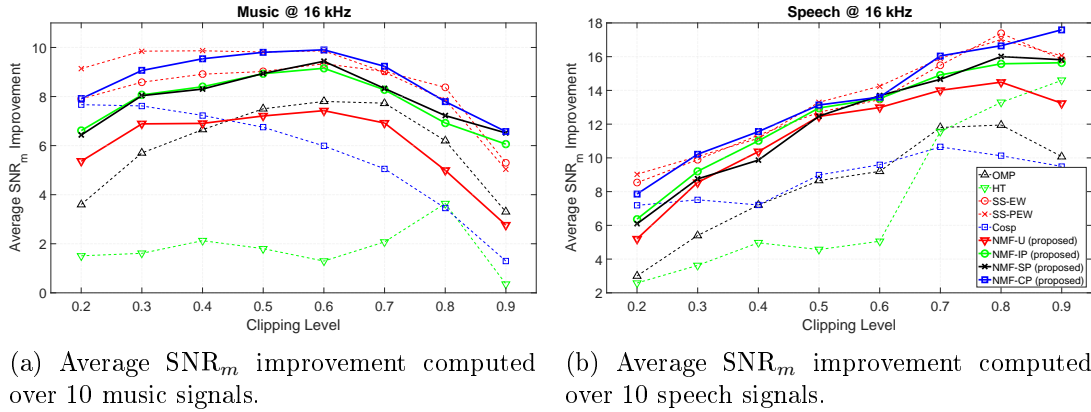 Music @ 16 kHz
10
8
6
4
2
0
0.2 0.3 0.4 0.5 0.6 0.7 0.8 0.9
Clipping Level
Average SNRm Improvement
Speech @ 16 kHz
18
16
14
12
10
8
6
4
2
0.2 0.3 0.4 0.5 0.6 0.7 0.8 0.9
Clipping Level
Average SNRm Improvement
OMP
HT
SS-EW
SS-PEW
Cosp
NMF-U (proposed)
NMF-IP (proposed)
NMF-SP (proposed)
NMF-CP (proposed)
(a) Average SNRm improvement computed
over 10 music signals.
(b) Average SNRm improvement computed
over 10 speech signals.